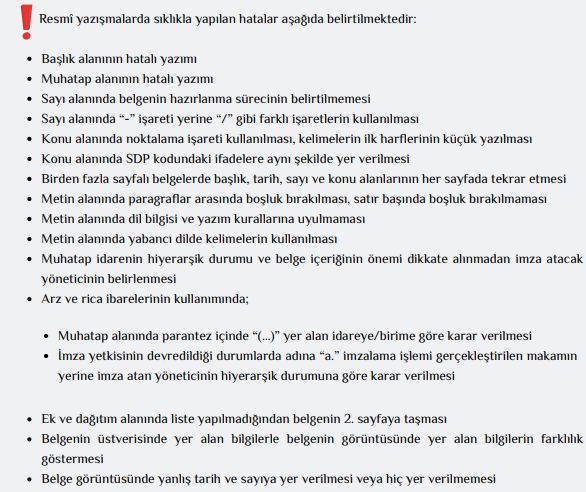 Resmî yazışmalarda sıklıkla yapılan hatalar aşağıda belirtilmektedir:
• Başlık alanının hatalı yazımı
• Muhatap alanının hatalı yazımı
• Sayı alanında belgenin hazırlanma sürecinin belirtilmemesi
• Sayı alanında “-” işareti yerine “/” gibi farklı işaretlerin kullanılması
• Konu alanında noktalama işareti kullanılması, kelimelerin ilk harflerinin küçük yazılması
• Konu alanında SDP kodundaki ifadelere aynı şekilde yer verilmesi
• Birden fazla sayfalı belgelerde başlık, tarih, sayı ve konu alanlarının her sayfada tekrar etmesi
• Metin alanında paragraflar arasında boşluk bırakılması, satır başında boşluk bırakılmaması
• Metin alanında dil bilgisi ve yazım kurallarına uyulmaması
• Metin alanında yabancı dilde kelimelerin kullanılması
• Muhatap idarenin hiyerarşik durumu ve belge içeriğinin önemi dikkate alınmadan imza atacak
yöneticinin belirlenmesi
• Arz ve rica ibarelerinin kullanımında;
• Muhatap alanında parantez içinde “(...)” yer alan idareye/birime göre karar verilmesi
• İmza yetkisinin devredildiği durumlarda adına “a.” imzalama işlemi gerçekleştirilen makamın
yerine imza atan yöneticinin hiyerarşik durumuna göre karar verilmesi
• Ek ve dağıtım alanında liste yapılmadığından belgenin 2. sayfaya taşması
• Belgenin üstverisinde yer alan bilgilerle belgenin görüntüsünde yer alan bilgilerin farklılık
göstermesi
• Belge görüntüsünde yanlış tarih ve sayıya yer verilmesi veya hiç yer verilmemesi